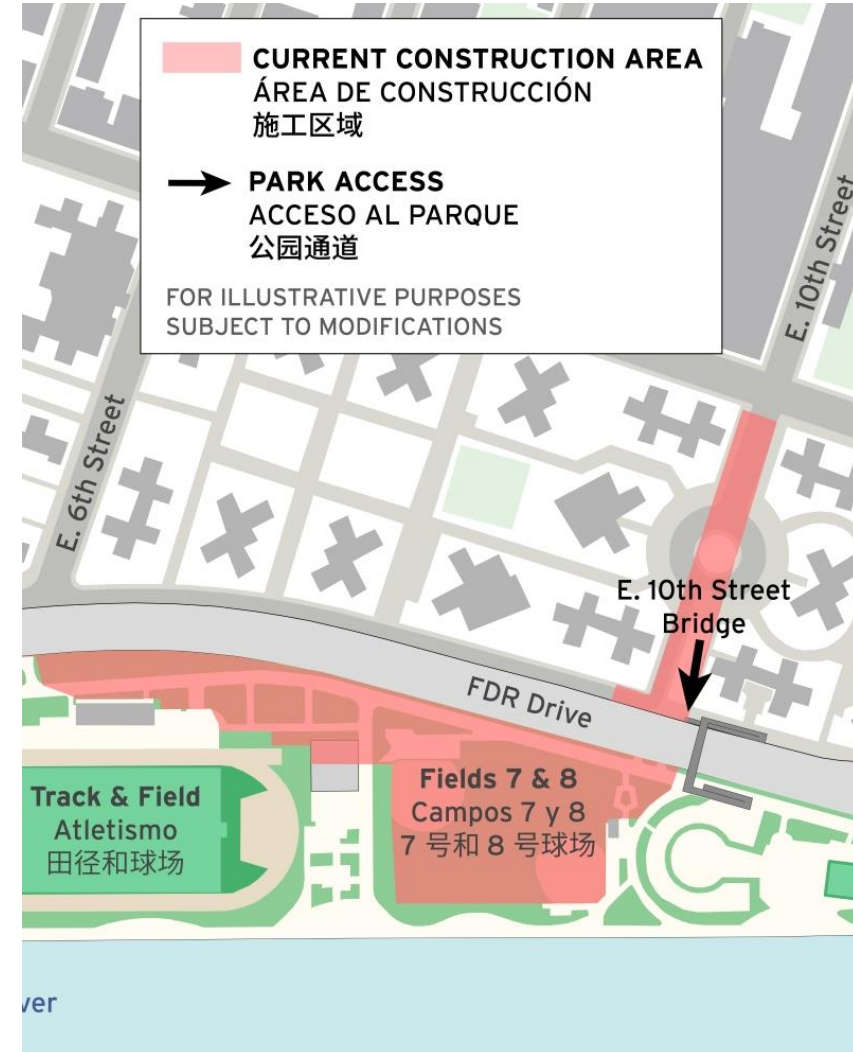 CURRENT CONSTRUCTION AREA
ÁREA DE CONSTRUCCIÓN
施工区域
PARK ACCESS
ACCESO AL PARQUE
公园通道
FOR ILLUSTRATIVE PURPOSES
SUBJECT TO MODIFICATIONS
E. 10th Street
E. 6th Street
E. 10th Street
Bridge
FDR Drive
Track & Field
Atletismo
田径和球场
Fields 7 & 8
Campos 7 y 8
7 号和 8 号球场
ver